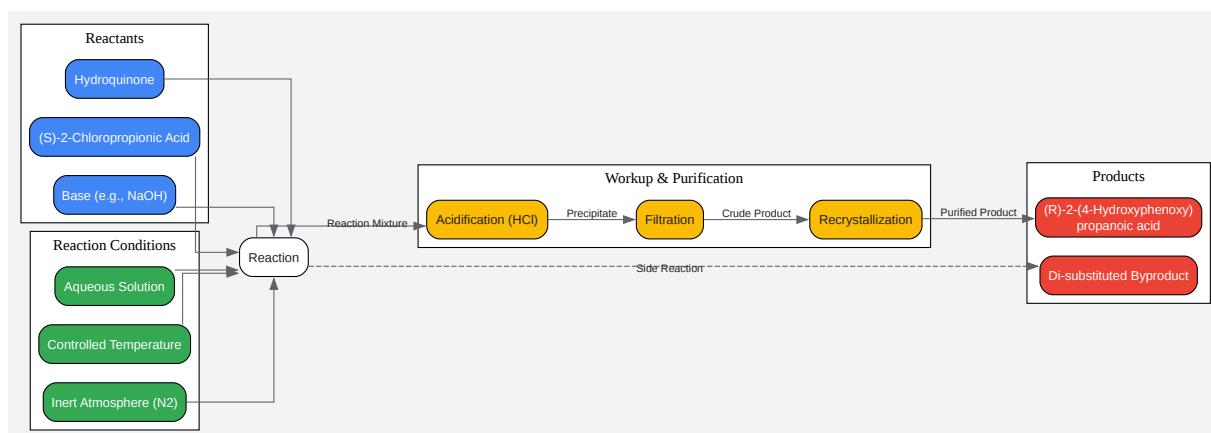 Reactants
Hydroquinone
(S)-2-Chloropropionic Acid
Base (e.g., NaOH)
Reaction Conditions
Aqueous Solution
Controlled Temperature
Inert Atmosphere (N2)
Reaction
Reaction Mixture
Side Reaction
Workup & Purification
Acidification (HCl)
Precipitate
Filtration
Crude Product
Recrystallization
Purified Product
Products
(R)-2-(4-Hydroxyphenoxy)
propanoic acid
Di-substituted Byproduct